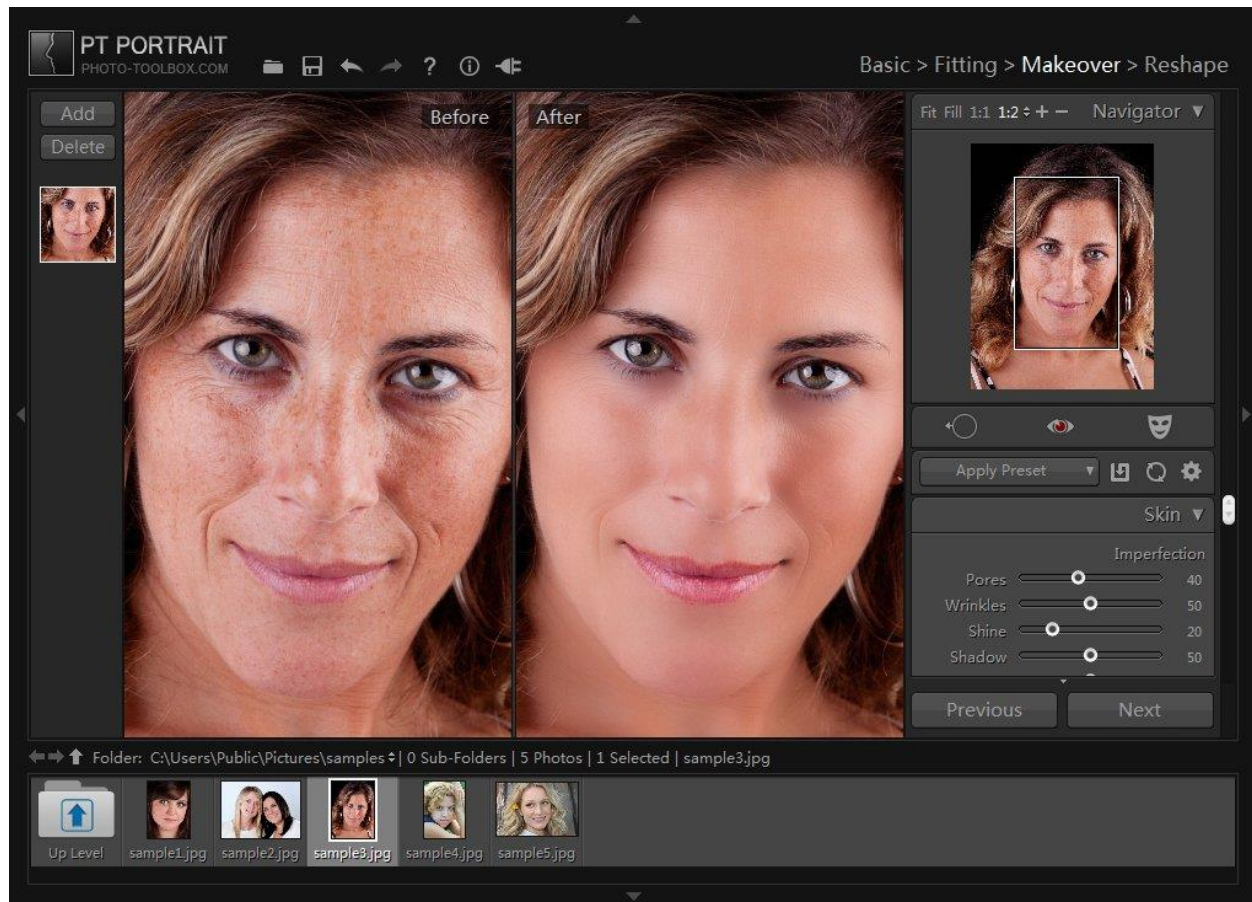 PT PORTRAIT
PHOTO-TOOLBOX.COM
?
Basic > Fitting > Makeover > Reshape
Add
Delete
Before
After
Fit Fill 1:1 1:2 + − Navigator
Apply Preset
Skin
Imperfection
Pores 40
Wrinkles 50
Shine 20
Shadow 50
Previous
Next
Folder: C:\Users\Public\Pictures\samples | 0 Sub-Folders | 5 Photos | 1 Selected | sample3.jpg
Up Level
sample1.jpg
sample2.jpg
sample3.jpg
sample4.jpg
sample5.jpg